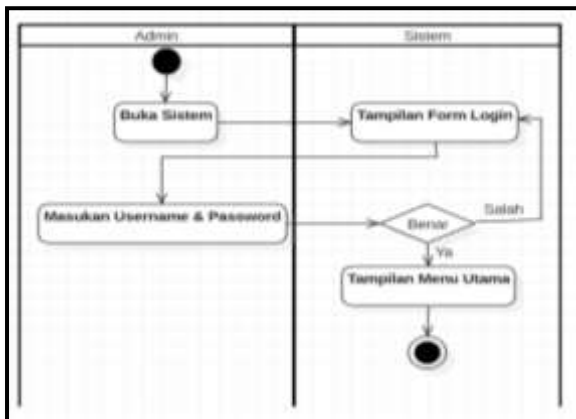 Admin
Sistem
Buka Sistem
Tampilan Form Login
Masukan Username & Password
Benar
Salah
Ya
Tampilan Menu Utama